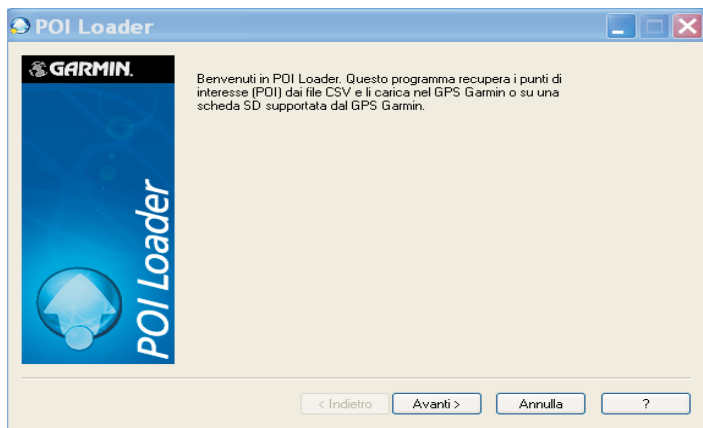 POI Loader
GARMIN.
Benvenuti in POI Loader. Questo programma recupera i punti di
interesse (POI) dai file CSV e li carica nel GPS Garmin o su una
scheda SD supportata dal GPS Garmin.
POI Loader
< Indietro
Avanti >
Annulla
?